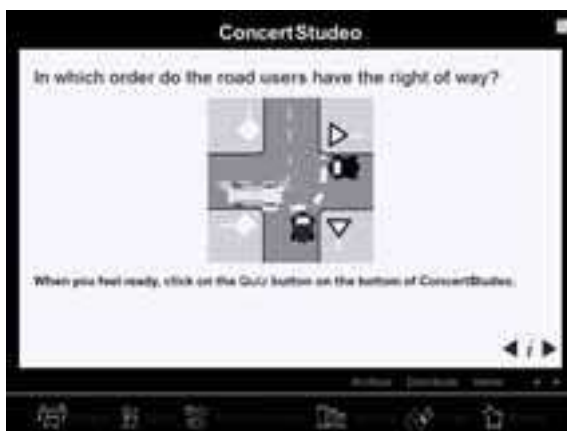 ConcertStudeo
In which order do the road users have the right of way?
When you feel ready, click on the Quiz button on the bottom of ConcertStudeo.
i